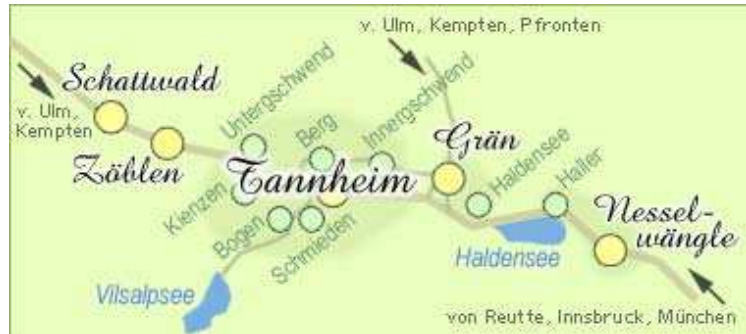 v. Ulm, Kempten, Pfronten
Schattwald
v. Ulm,
Kempten
Untergschwend
Berg
Innergschwend
Grän
Haldensee
Haller
Zöblen
Tannheim
Kienzen
Bogen
Schmieden
Nessel-
wängle
Haldensee
Vilsalpsee
von Reutte, Innsbruck, München